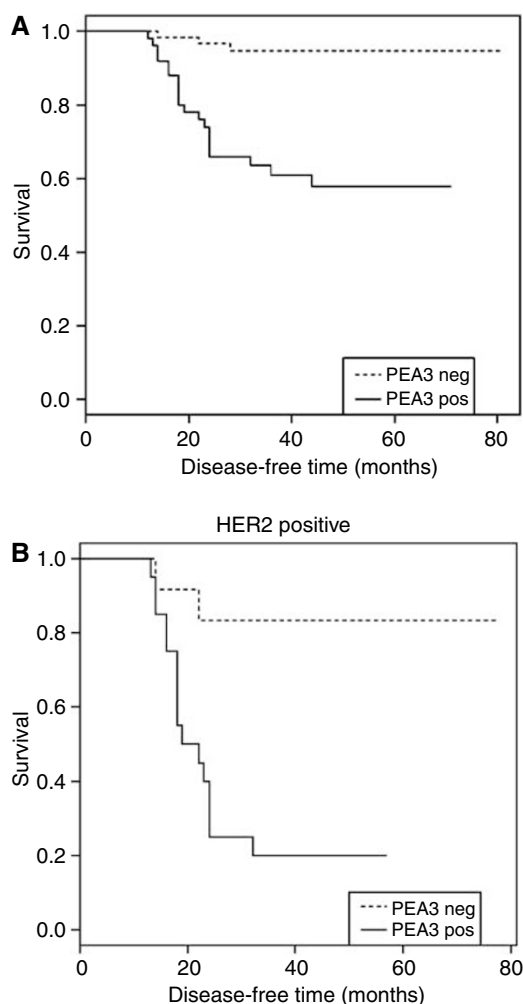 A
1.0
0.8
0.6
0.4
0.2
0.0
Survival
PEA3 neg
PEA3 pos
0 20 40 60 80
Disease-free time (months)
HER2 positive
B
1.0
0.8
0.6
0.4
0.2
0.0
Survival
PEA3 neg
PEA3 pos
0 20 40 60 80
Disease-free time (months)